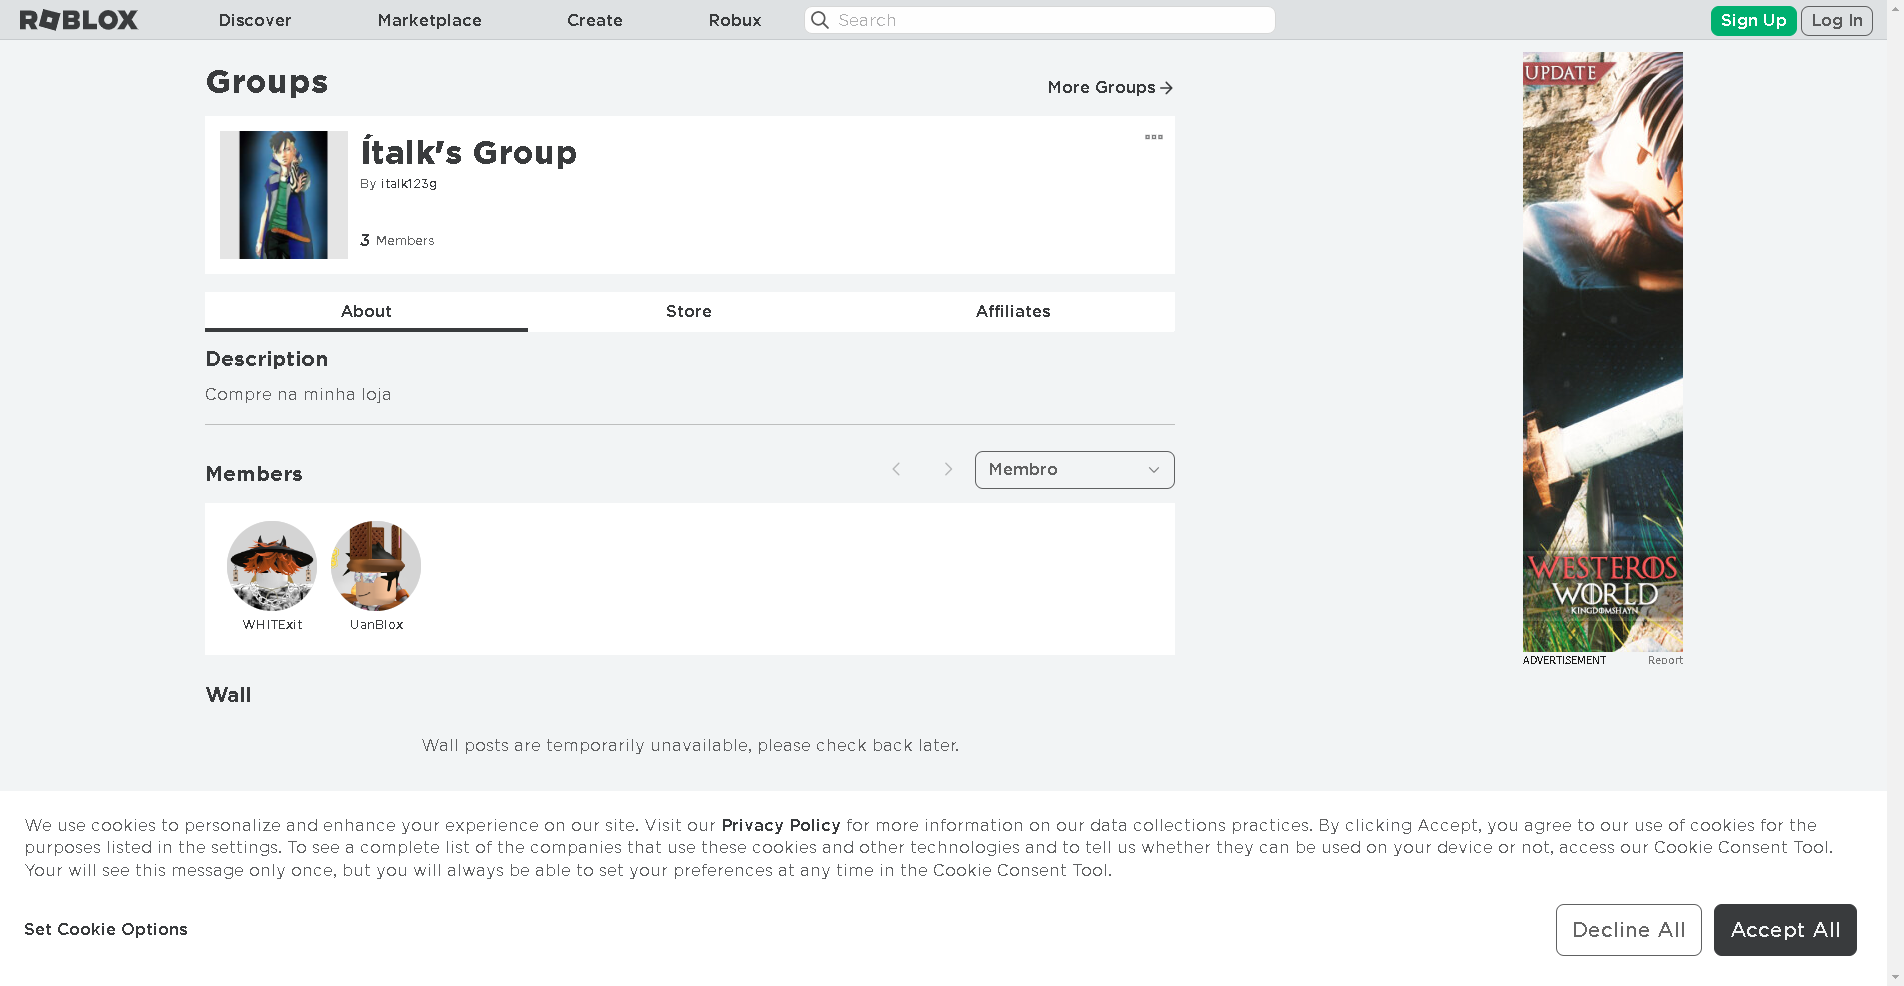 ROBLOX
Discover
Marketplace
Create
Robux
Search
Sign Up
Log In
Groups
More Groups
Ítalk's Group
By italk123g
3 Members
About
Store
Affiliates
Description
Compre na minha loja
Members
Membro
WHITExit
UanBlox
Wall
Wall posts are temporarily unavailable, please check back later.
UPDATE
WESTEROS
WORLD
KINGDOMSHAYN
ADVERTISEMENT
Report
We use cookies to personalize and enhance your experience on our site. Visit our Privacy Policy for more information on our data collections practices. By clicking Accept, you agree to our use of cookies for the
purposes listed in the settings. To see a complete list of the companies that use these cookies and other technologies and to tell us whether they can be used on your device or not, access our Cookie Consent Tool.
Your will see this message only once, but you will always be able to set your preferences at any time in the Cookie Consent Tool.
Set Cookie Options
Decline All
Accept All